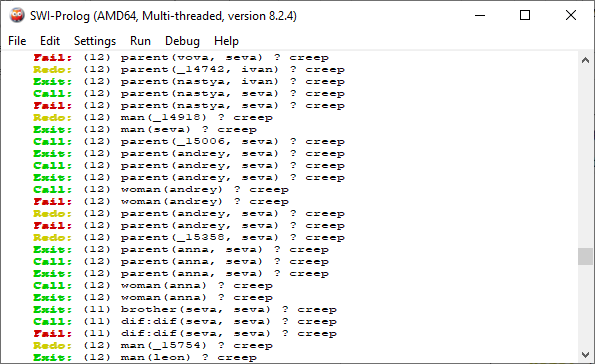 SWI-Prolog (AMD64, Multi-threaded, version 8.2.4)
File Edit Settings Run Debug Help
Fail: (12) parent(vova, seva) ? creep
Redo: (12) parent(_14742, ivan) ? creep
Exit: (12) parent(nastya, ivan) ? creep
Call: (12) parent(nastya, seva) ? creep
Fail: (12) parent(nastya, seva) ? creep
Redo: (12) man(_14918) ? creep
Exit: (12) man(seva) ? creep
Call: (12) parent(_15006, seva) ? creep
Exit: (12) parent(andrey, seva) ? creep
Call: (12) parent(andrey, seva) ? creep
Exit: (12) parent(andrey, seva) ? creep
Call: (12) woman(andrey) ? creep
Fail: (12) woman(andrey) ? creep
Redo: (12) parent(andrey, seva) ? creep
Fail: (12) parent(andrey, seva) ? creep
Redo: (12) parent(_15358, seva) ? creep
Exit: (12) parent(anna, seva) ? creep
Call: (12) parent(anna, seva) ? creep
Exit: (12) parent(anna, seva) ? creep
Call: (12) woman(anna) ? creep
Exit: (12) woman(anna) ? creep
Exit: (11) brother(seva, seva) ? creep
Call: (11) dif:dif(seva, seva) ? creep
Fail: (11) dif:dif(seva, seva) ? creep
Redo: (12) man(_15754) ? creep
Exit: (12) man(leon) ? creep